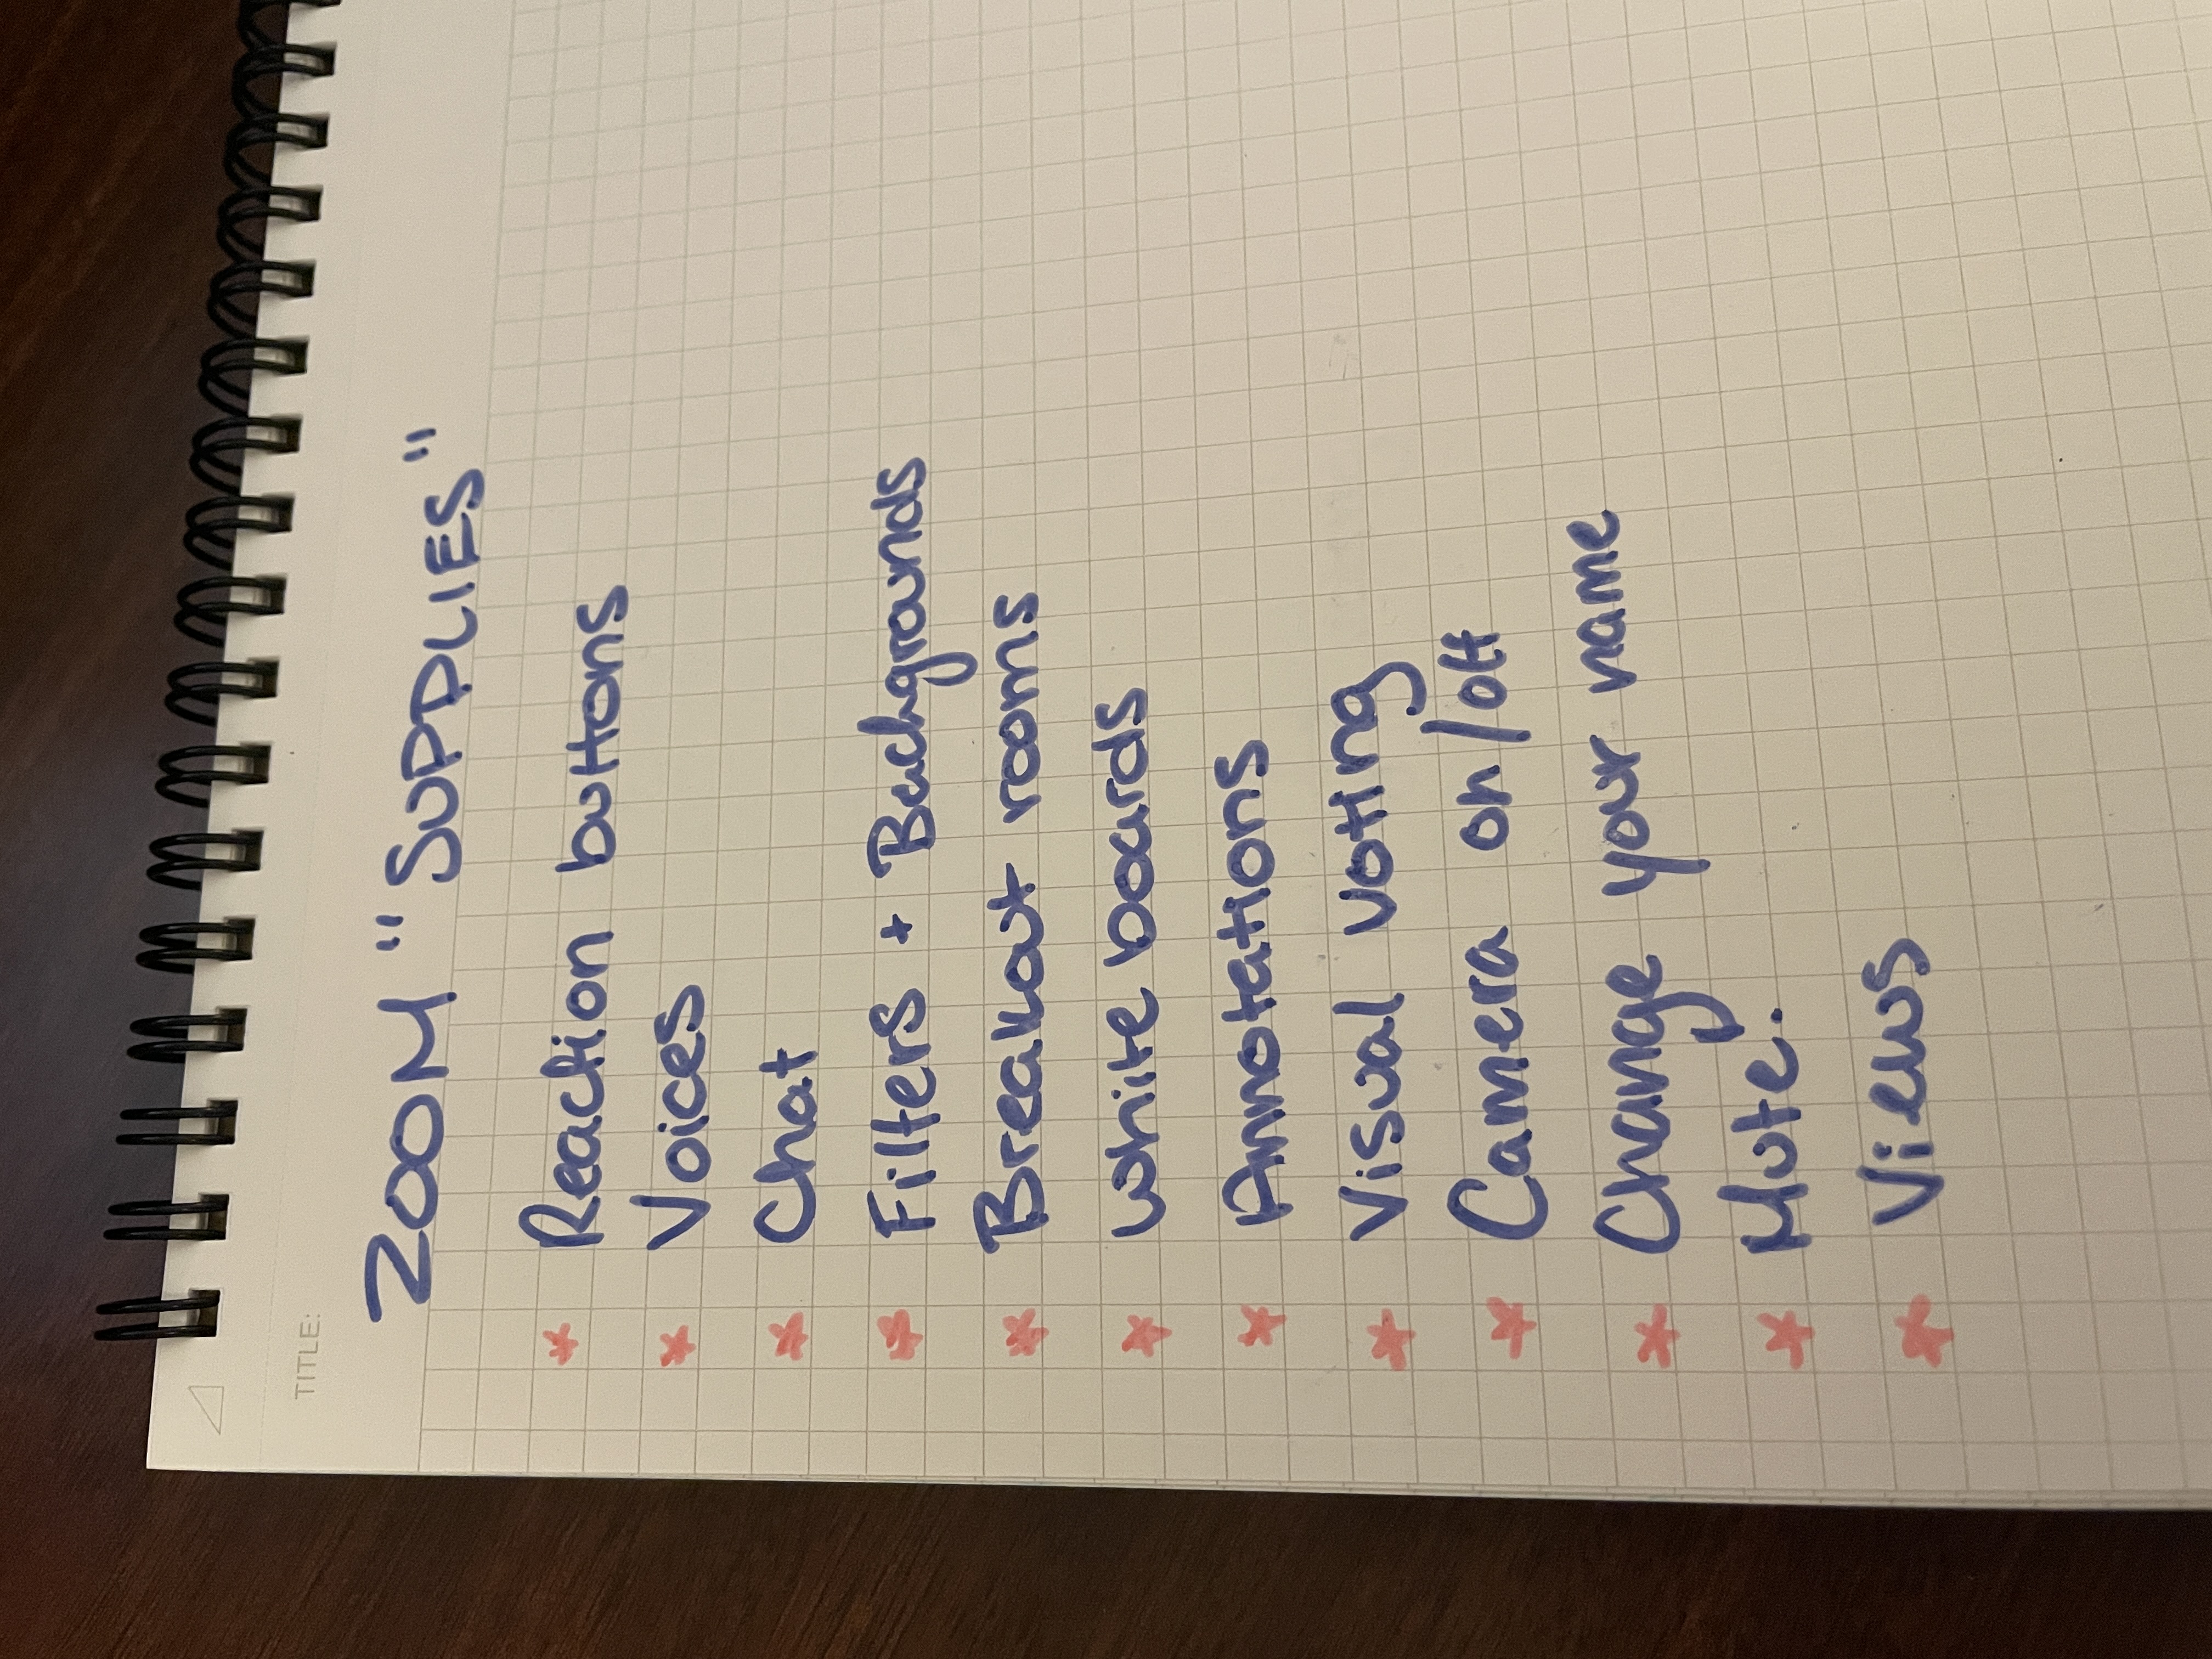 TITLE:
ZOOM "SUPPLIES"
* Reaction buttons
* Voices
* Chat
* Filters + Backgrounds
* Breakout rooms
* White boards
* Annotations
* Visual voting
* Camera on/off
* Change your name
* Mute!
* Views